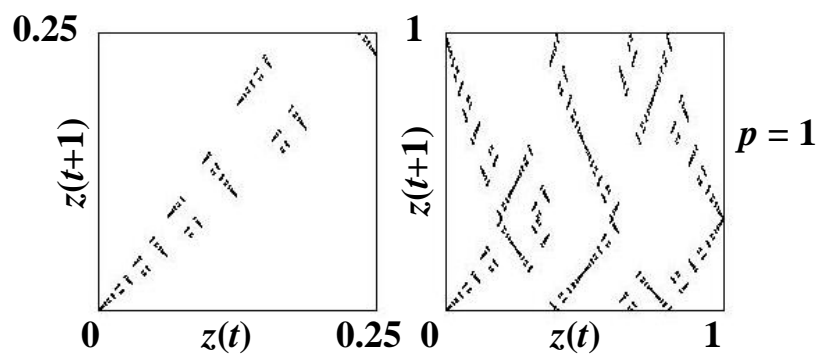 0.25
z(t+1)
0 z(t) 0.25
1
z(t+1)
0 z(t) 1
p = 1